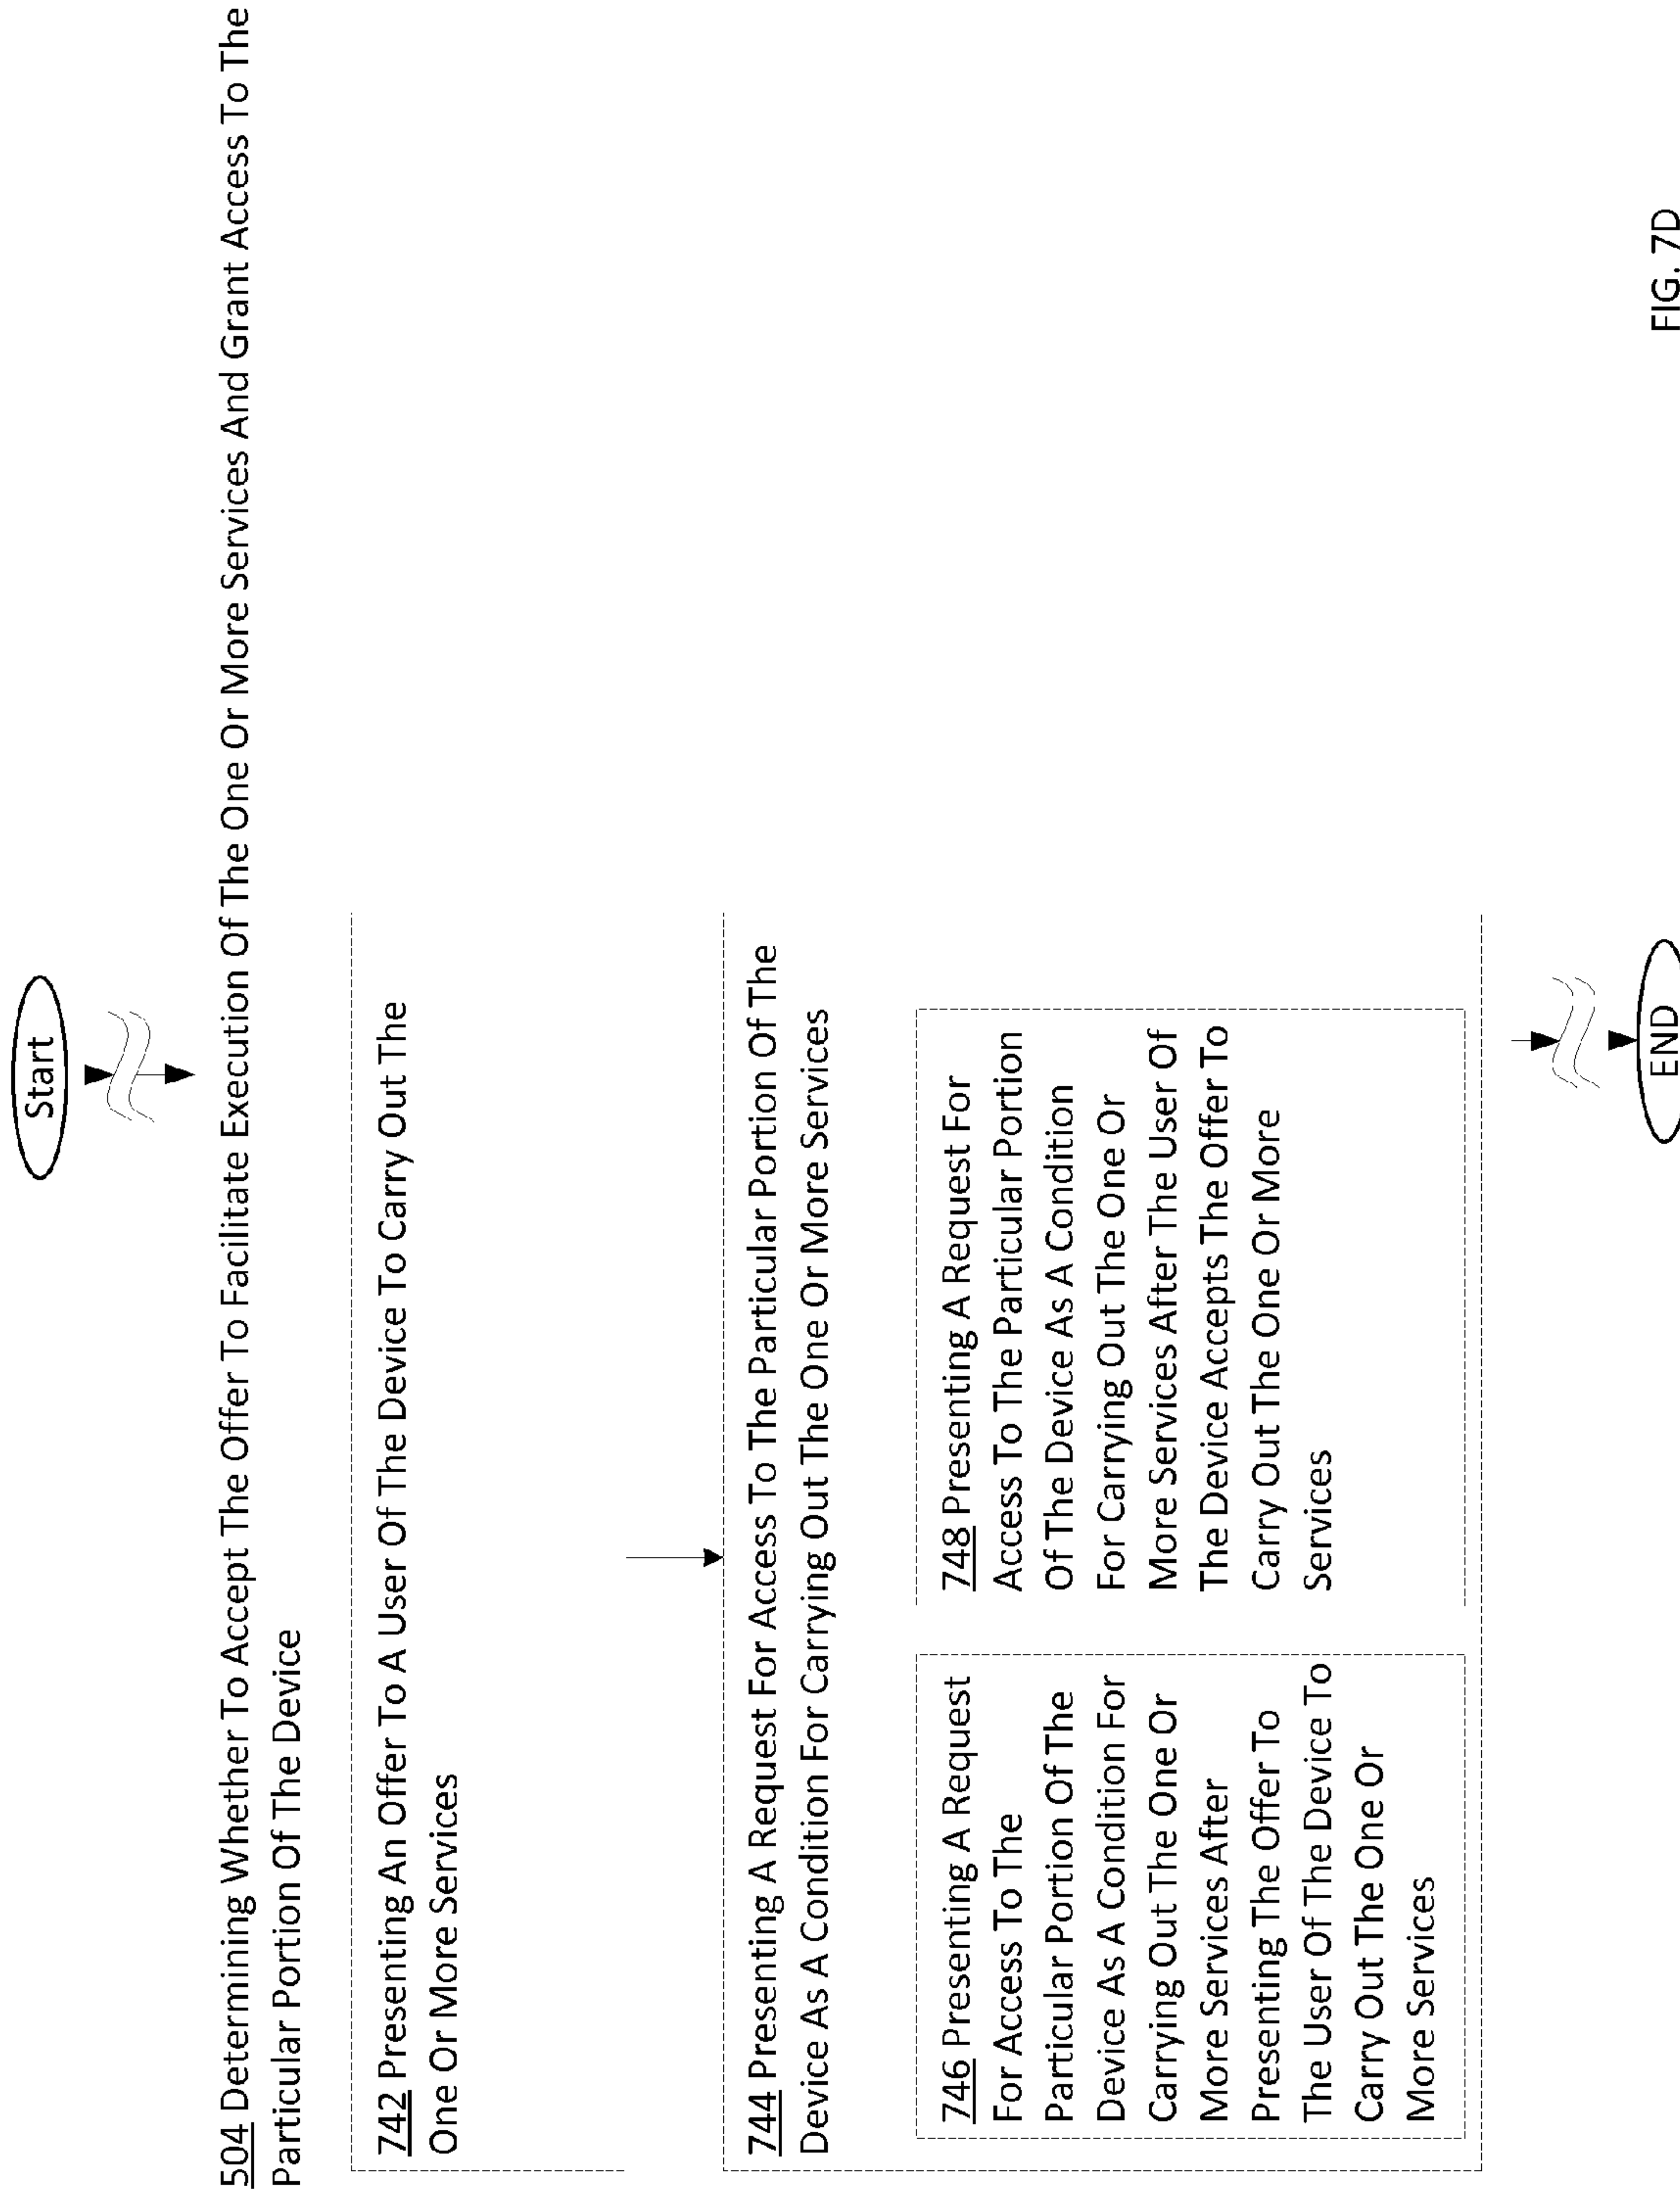 Start
504 Determining Whether To Accept The Offer To Facilitate Execution Of The One Or More Services And Grant Access To The
Particular Portion Of The Device
742 Presenting An Offer To A User Of The Device To Carry Out The
One Or More Services
744 Presenting A Request For Access To The Particular Portion Of The
Device As A Condition For Carrying Out The One Or More Services
746 Presenting A Request
For Access To The
Particular Portion Of The
Device As A Condition For
Carrying Out The One Or
More Services After
Presenting The Offer To
The User Of The Device To
Carry Out The One Or
More Services
748 Presenting A Request For
Access To The Particular Portion
Of The Device As A Condition
For Carrying Out The One Or
More Services After The User Of
The Device Accepts The Offer To
Carry Out The One Or More
Services
END
FIG. 7D